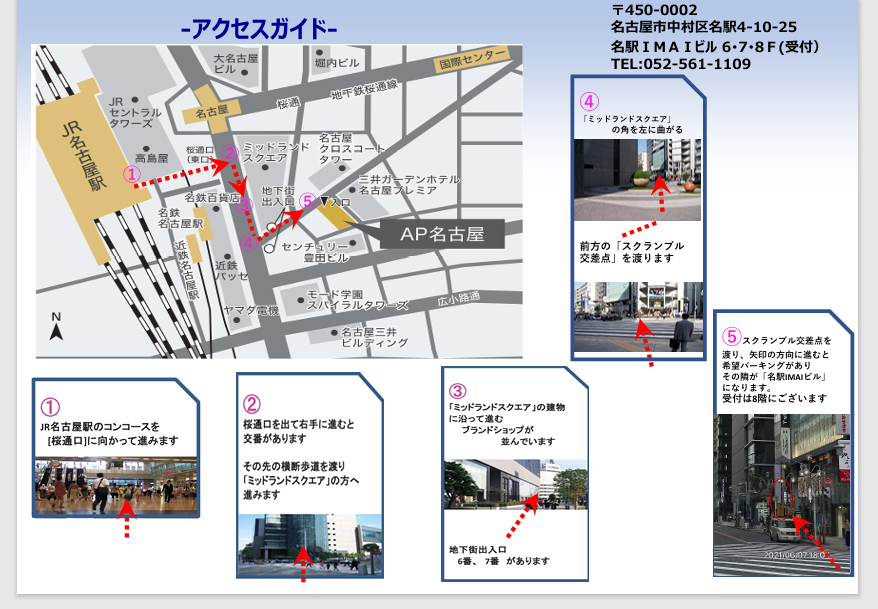 -アクセスガイド-
〒450-0002
名古屋市中村区名駅4-10-25
名駅ＩＭＡＩビル 6・7・8Ｆ(受付)
TEL:052-561-1109
大名古屋
ビル
堀内ビル
国際センター
JR
セントラル
タワーズ
名古屋
桜通
地下鉄桜通線
JR名古屋駅
高島屋
桜通口
(東口)
②
ミッドランド
スクエア
名古屋
クロスコート
タワー
①
三井ガーデンホテル
名古屋プレミア
名鉄百貨店
③
地下街
出入口
⑤
▼入口
名鉄
名古屋駅
④
AP名古屋
近鉄名古屋駅
近鉄
パッセ
センチュリー
豊田ビル
モード学園
スパイラルタワーズ
広小路通
ヤマダ電機
名古屋三井
ビルディング
N
①
JR名古屋駅のコンコースを
[桜通口]に向かって進みます
②
桜通口を出て右手に進むと
交番があります
その先の横断歩道を渡り
「ミッドランドスクエア」の方へ
進みます
③
「ミッドランドスクエア」の建物
に沿って進む
ブランドショップが
並んでいます
地下街出入口
6番、7番 があります
④
「ミッドランドスクエア」
の角を左に曲がる
前方の「スクランブル
交差点」を渡ります
⑤スクランブル交差点を
渡り、矢印の方向に進むと
希望パーキングがあり
その隣が「名駅IMAIビル」
になります。
受付は8階にございます
2021/06/07 18:0